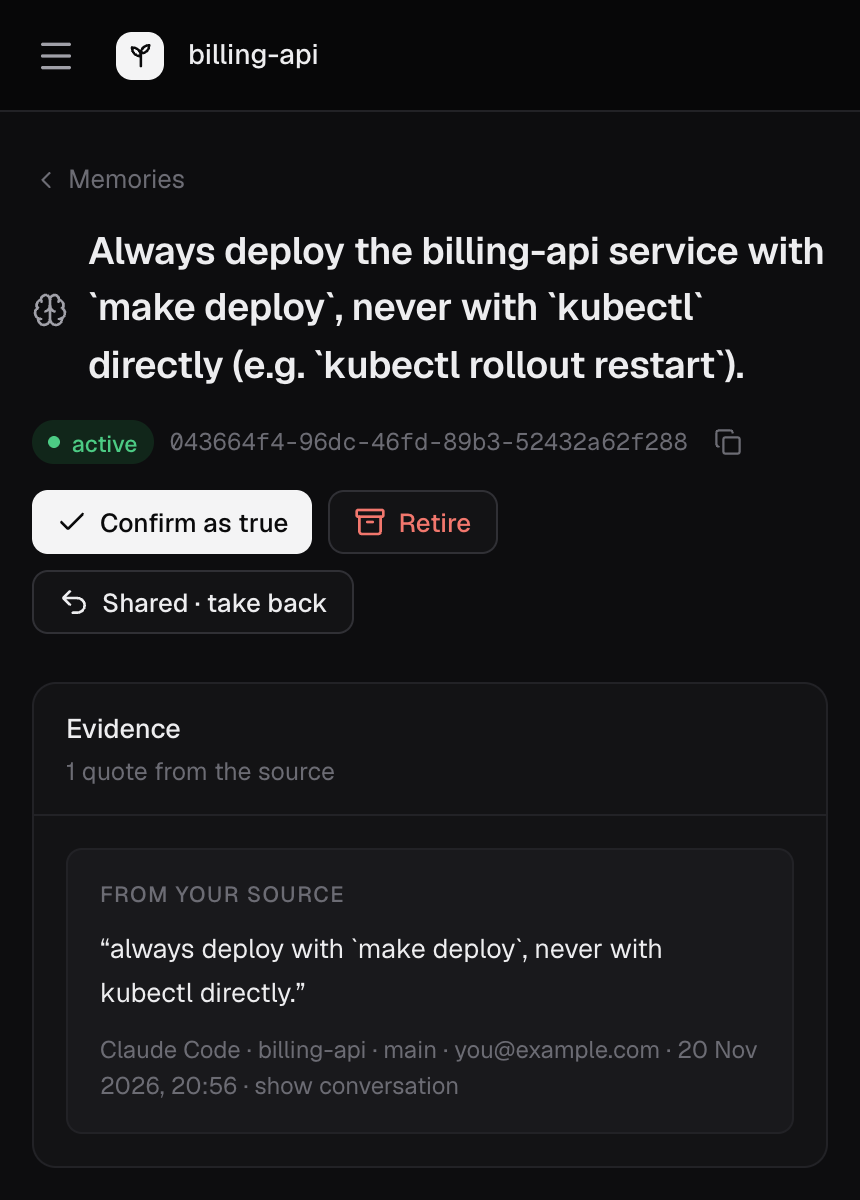 billing-api
Memories
Always deploy the billing-api service with
`make deploy`, never with `kubectl`
directly (e.g. `kubectl rollout restart`).
active 043664f4-96dc-46fd-89b3-52432a62f288
Confirm as true Retire
Shared · take back
Evidence
1 quote from the source
FROM YOUR SOURCE
“always deploy with `make deploy`, never with
kubectl directly.”
Claude Code · billing-api · main · you@example.com · 20 Nov
2026, 20:56 · show conversation